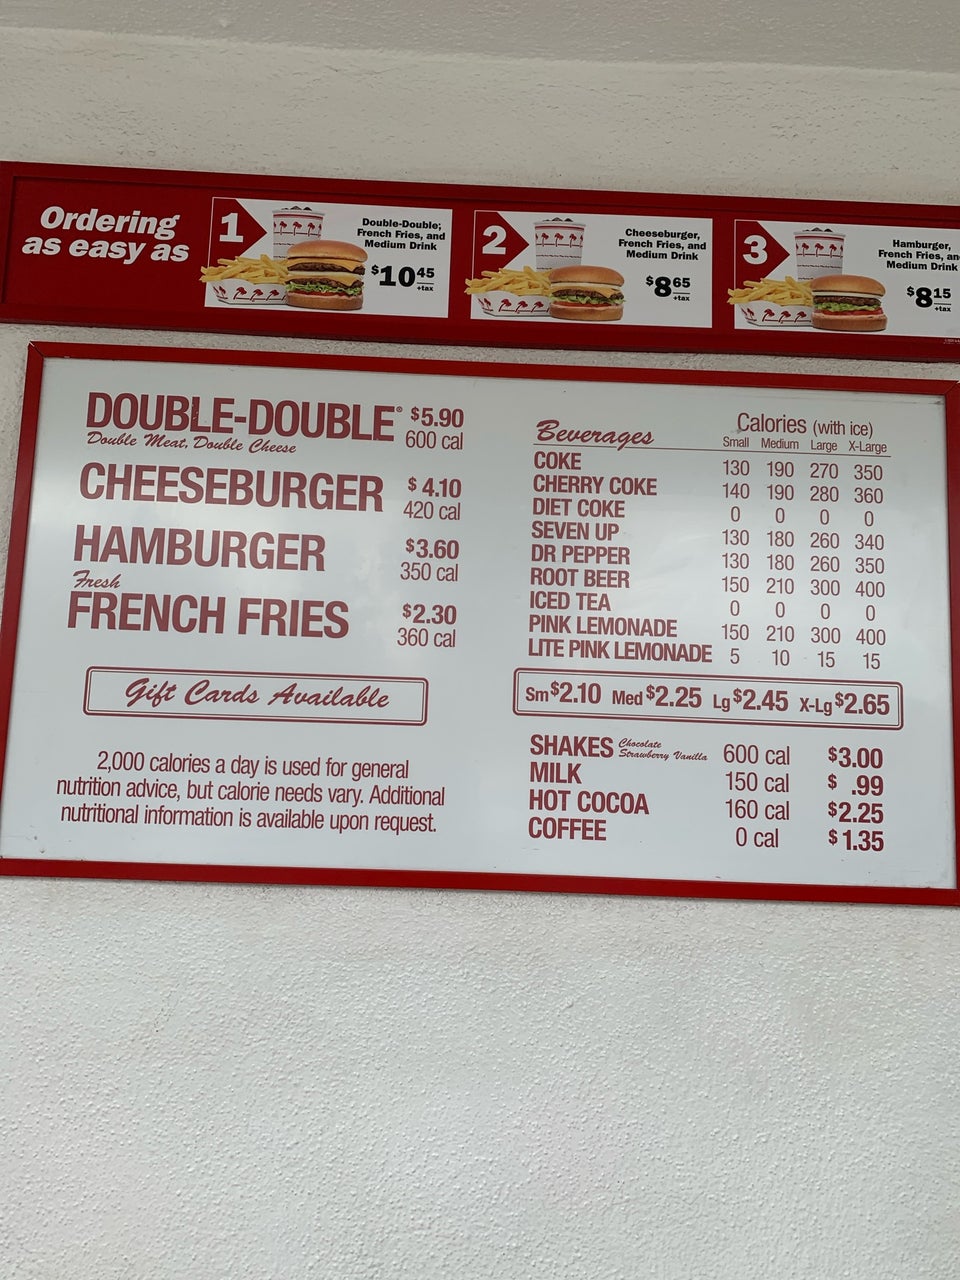 Ordering
as easy as
1
Double-Double,
French Fries, and
Medium Drink
$10 45
+tax
2
Cheeseburger,
French Fries, and
Medium Drink
$8 65
+tax
3
Hamburger,
French Fries, an
Medium Drink
$8 15
+tax
DOUBLE-DOUBLE® $5.90
Double Meat, Double Cheese 600 cal
CHEESEBURGER $4.10
420 cal
HAMBURGER $3.60
350 cal
Fresh
FRENCH FRIES $2.30
360 cal
Gift Cards Available
2,000 calories a day is used for general
nutrition advice, but calorie needs vary. Additional
nutritional information is available upon request.
Calories (with ice)
Beverages Small Medium Large X-Large
COKE 130 190 270 350
CHERRY COKE 140 190 280 360
DIET COKE 0 0 0 0
SEVEN UP 130 180 260 340
DR PEPPER 130 180 260 350
ROOT BEER 150 210 300 400
ICED TEA 0 0 0 0
PINK LEMONADE 150 210 300 400
LITE PINK LEMONADE 5 10 15 15
Sm $2.10 Med $2.25 Lg $2.45 X-Lg $2.65
SHAKES Chocolate Strawberry Vanilla 600 cal $3.00
MILK 150 cal $ .99
HOT COCOA 160 cal $2.25
COFFEE 0 cal $1.35